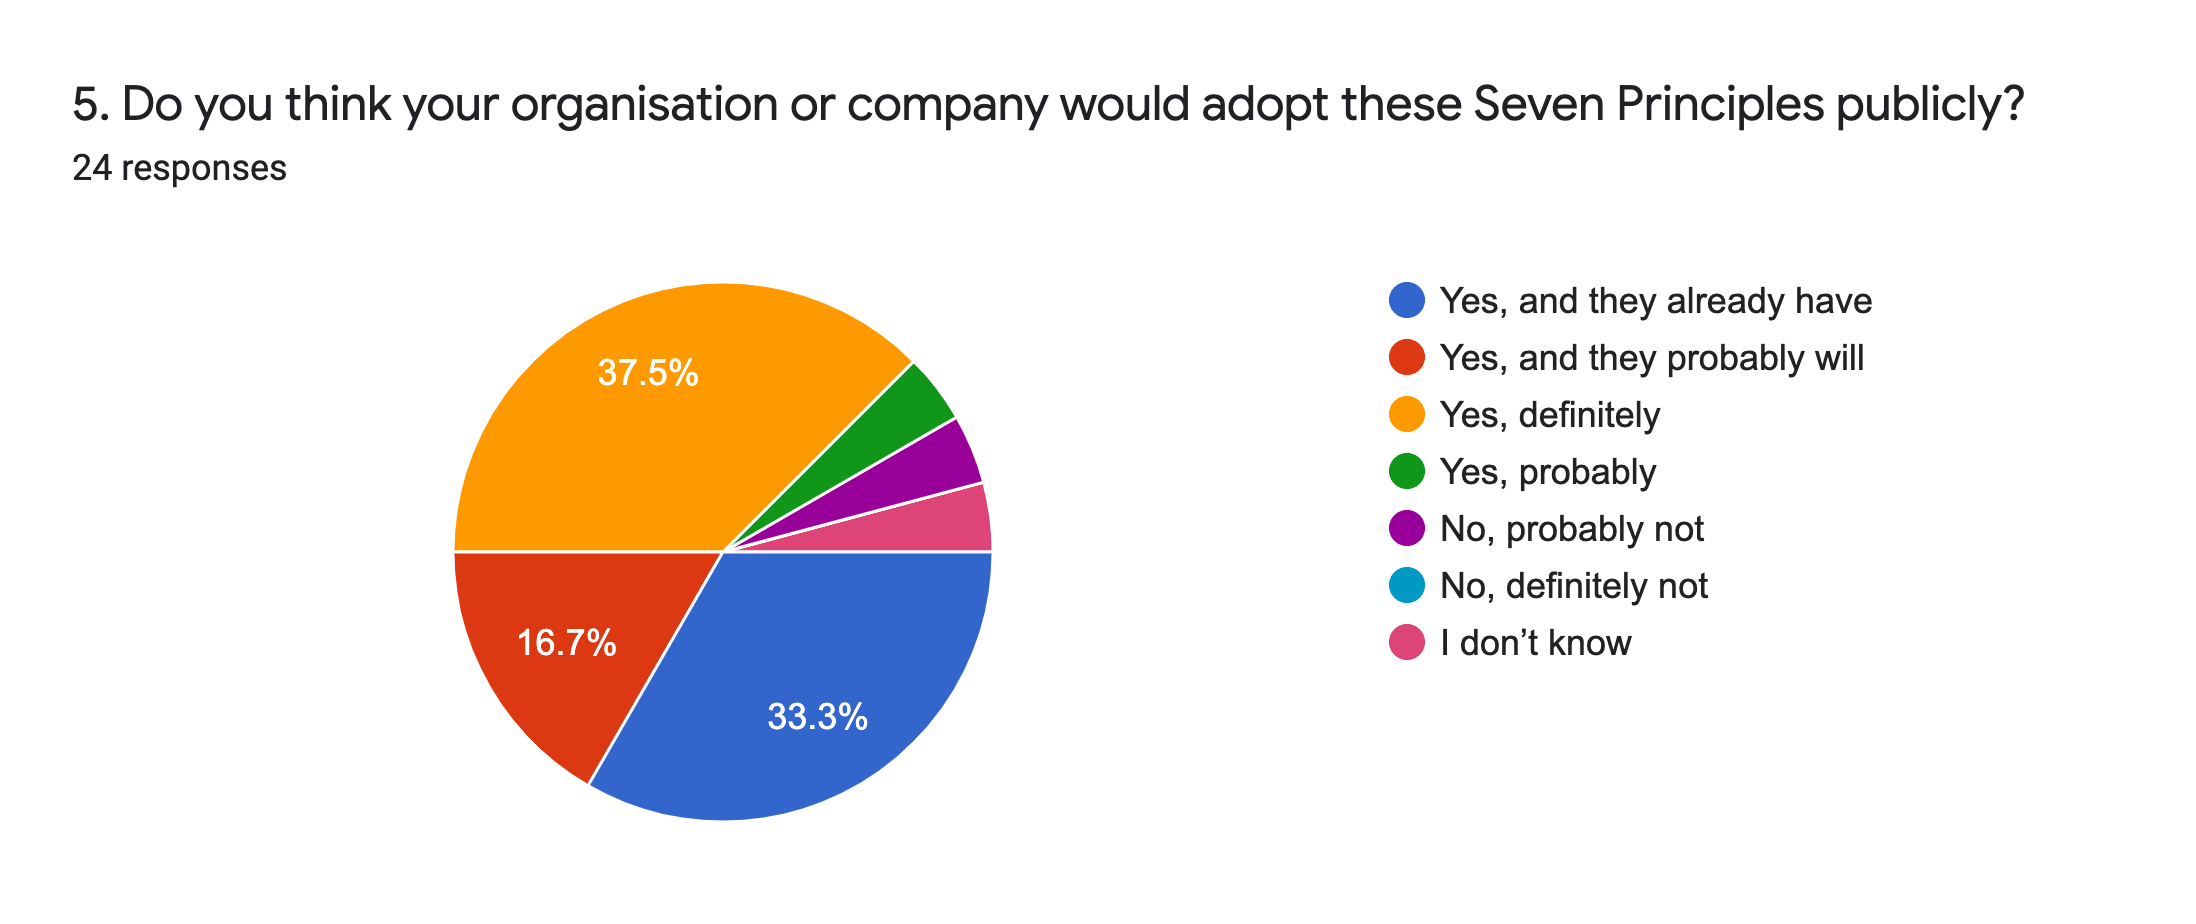 5. Do you think your organisation or company would adopt these Seven Principles publicly?
24 responses
37.5%
16.7%
33.3%
Yes, and they already have
Yes, and they probably will
Yes, definitely
Yes, probably
No, probably not
No, definitely not
I don’t know